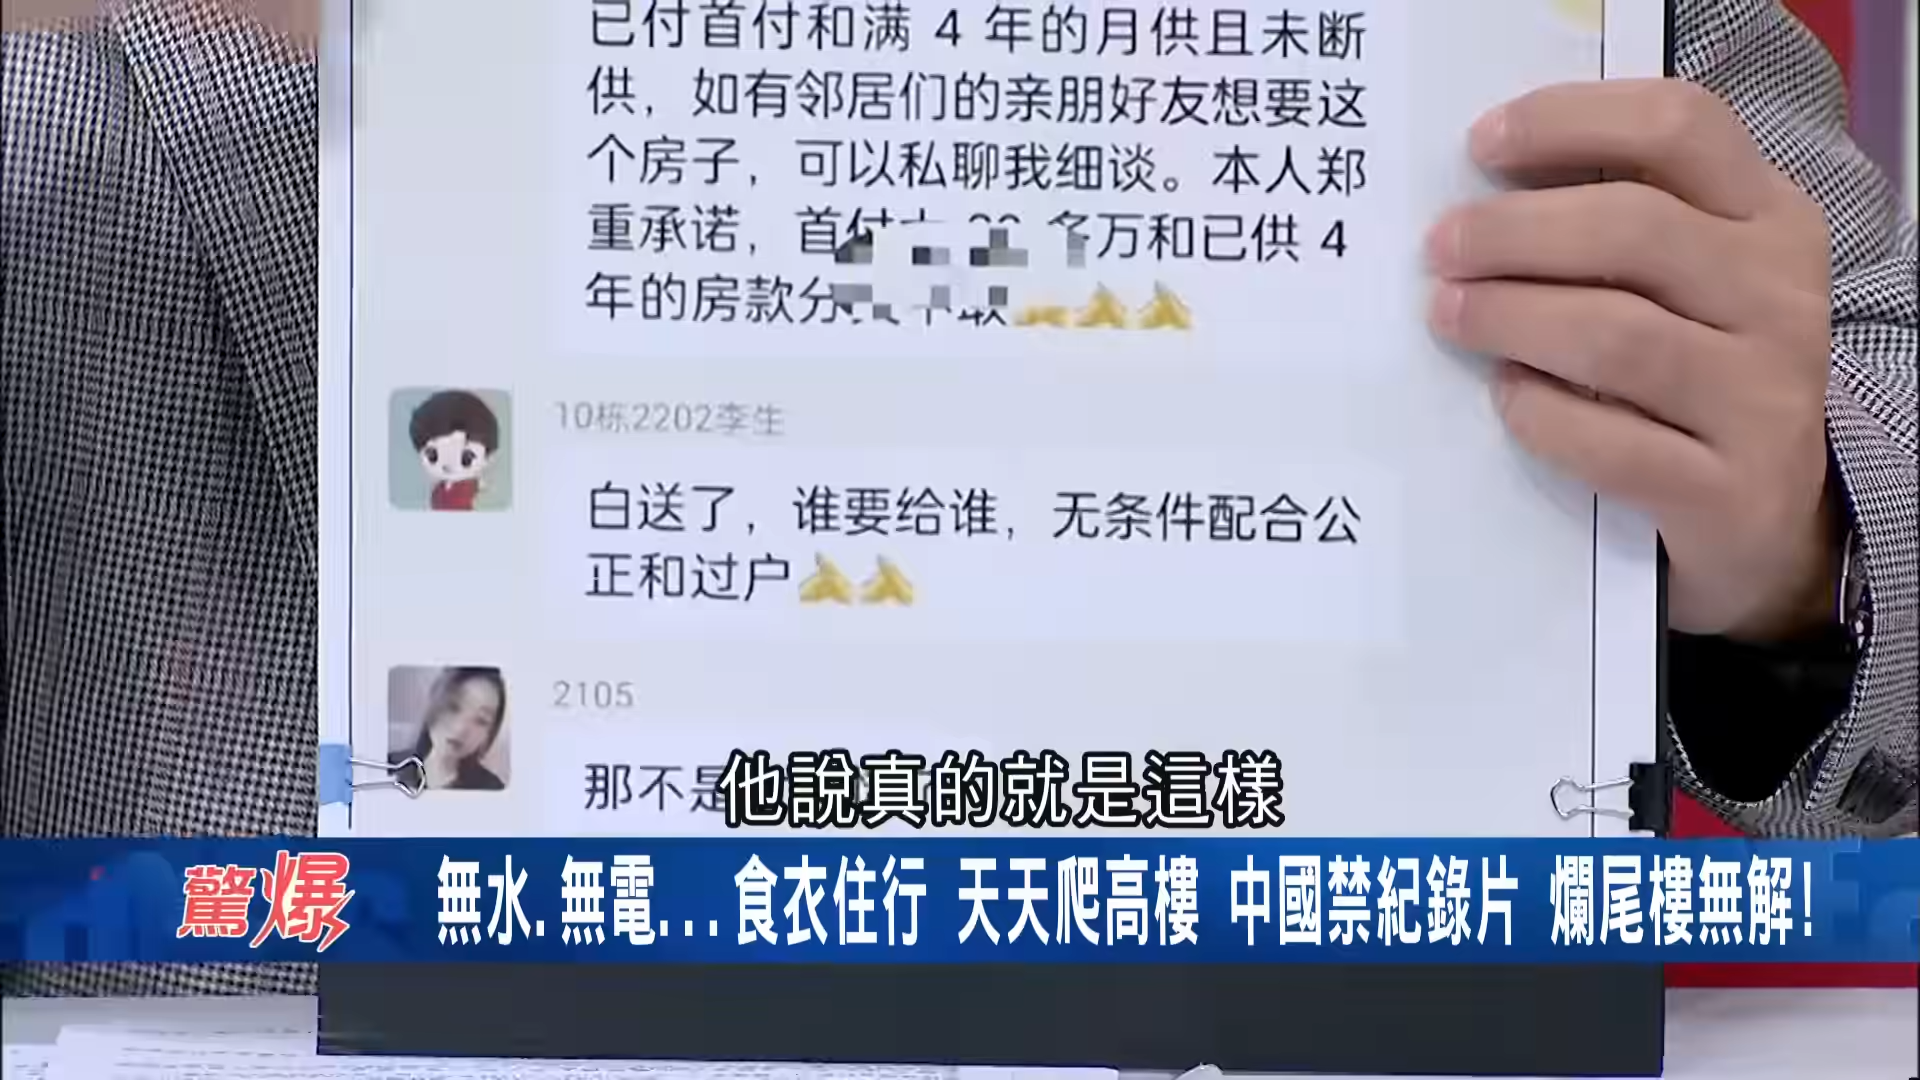 已付首付和满 4 年的月供且未断
供，如有邻居们的亲朋好友想要这
个房子，可以私聊我细谈。本人郑
重承诺，首付 万和已供 4
年的房款分
10栋2202李生
白送了，谁要给谁，无条件配合公
正和过户
2105
那不是
他說真的就是這樣
驚爆
無水.無電...食衣住行 天天爬高樓 中國禁紀錄片 爛尾樓無解!